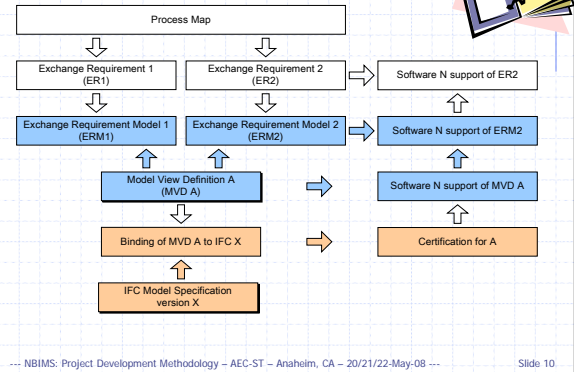 Process Map
Exchange Requirement 1
(ER1)
Exchange Requirement 2
(ER2)
Software N support of ER2
Exchange Requirement Model 1
(ERM1)
Exchange Requirement Model 2
(ERM2)
Software N support of ERM2
Model View Definition A
(MVD A)
Software N support of MVD A
Binding of MVD A to IFC X
Certification for A
IFC Model Specification
version X
--- NBIMS: Project Development Methodology – AEC-ST – Anaheim, CA – 20/21/22-May-08 ---
Slide 10